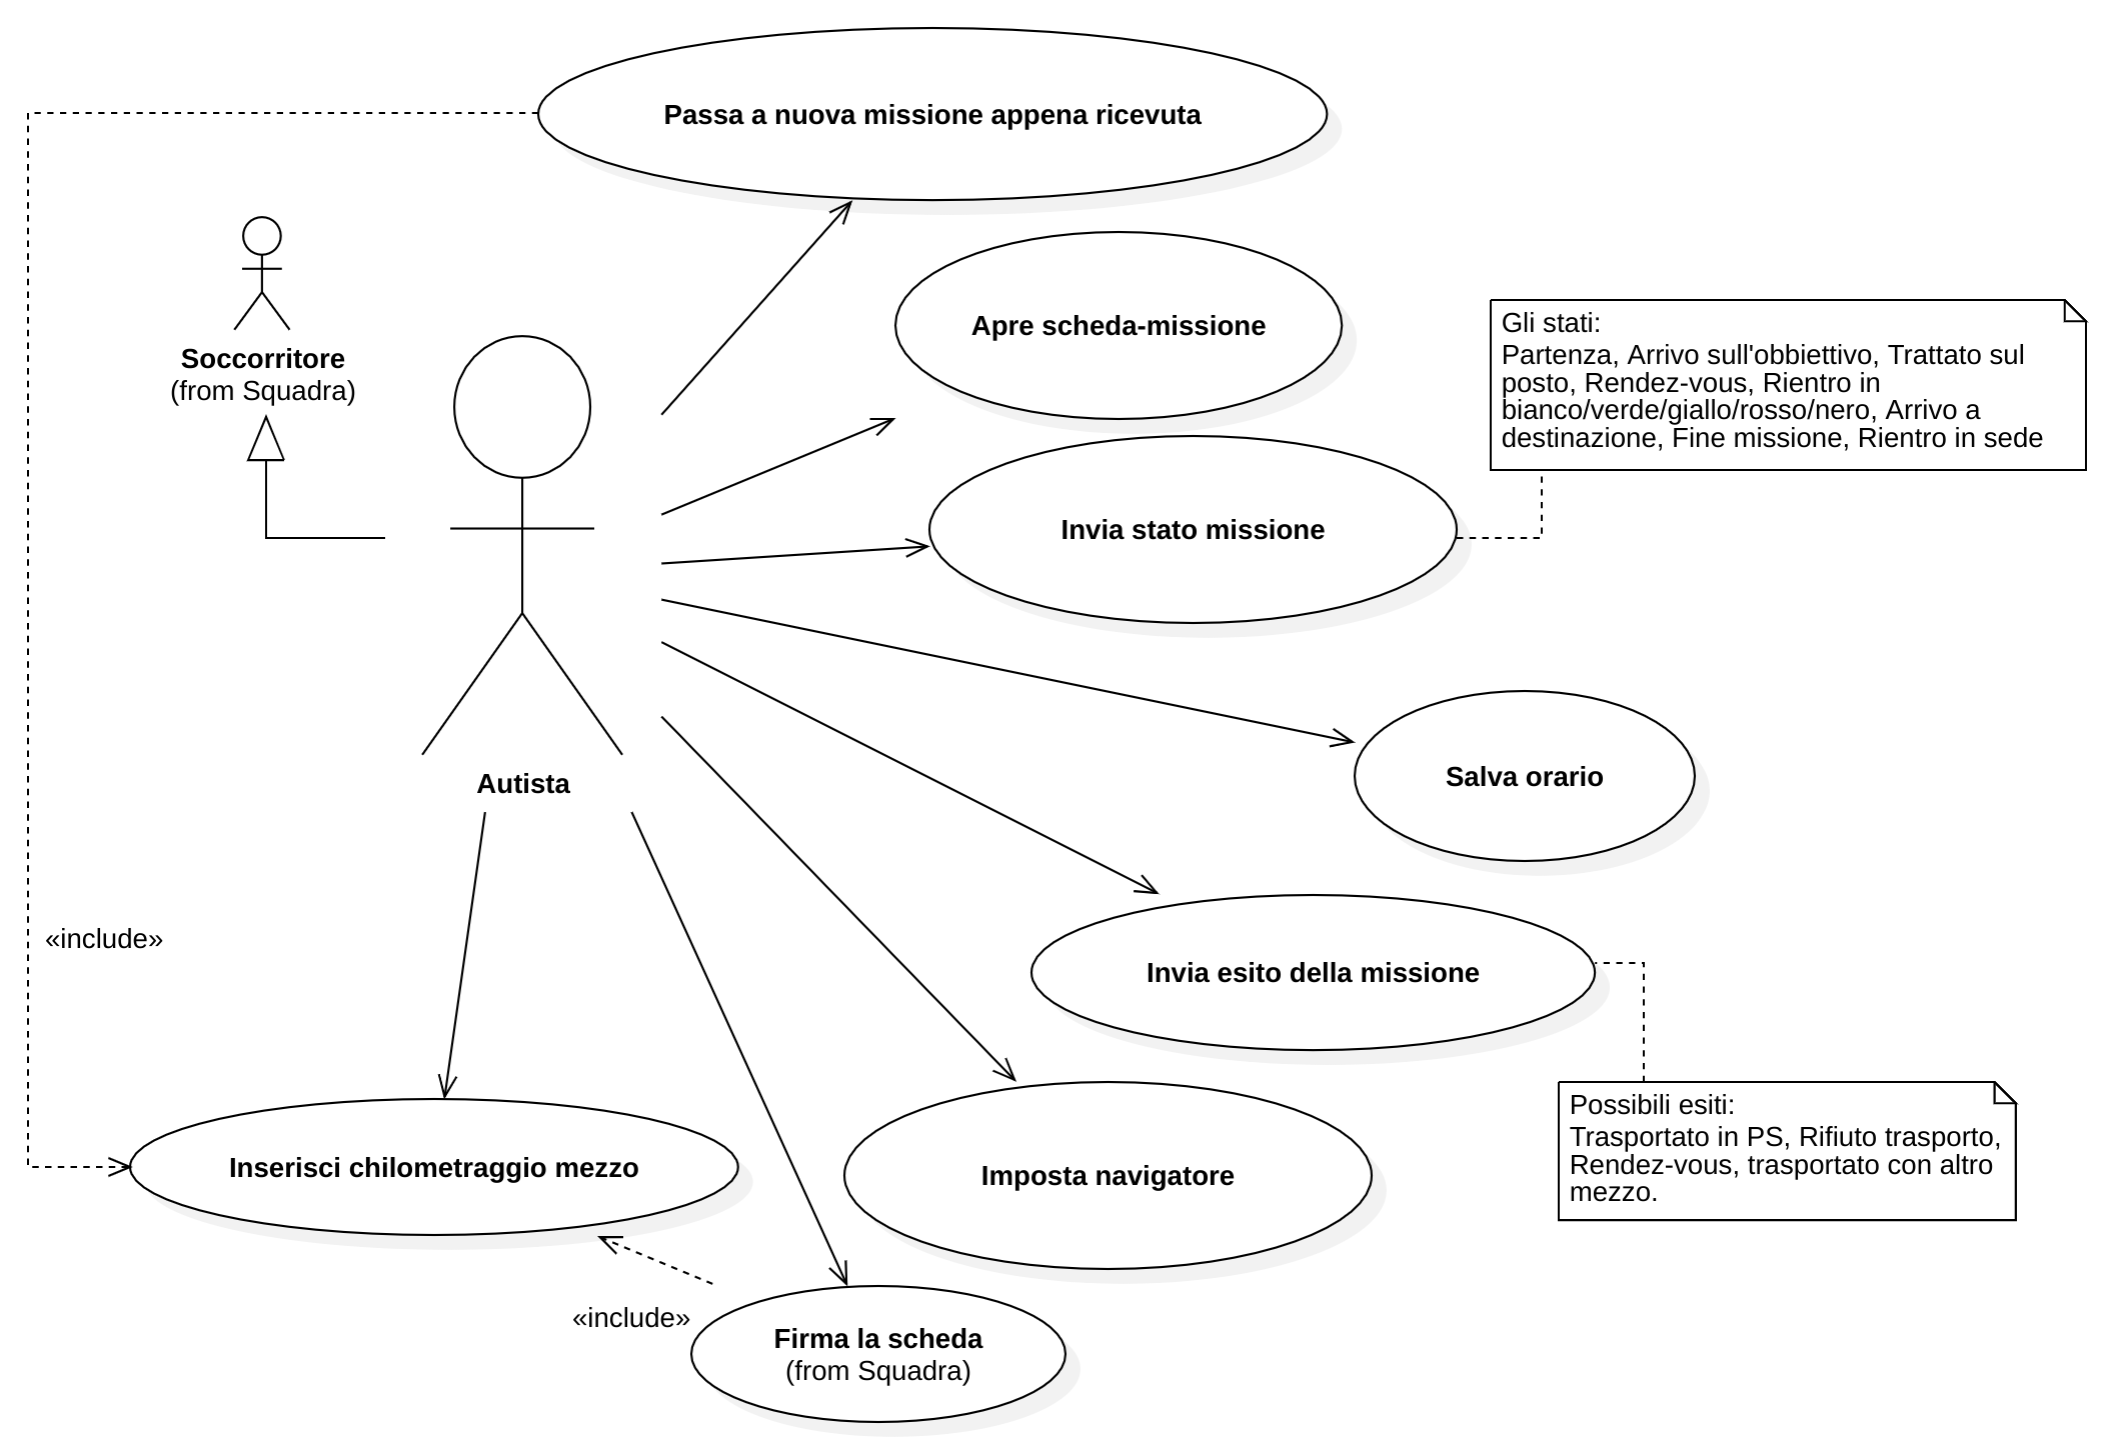 Passa a nuova missione appena ricevuta
Soccorritore
(from Squadra)
Apre scheda-missione
Gli stati:
Partenza, Arrivo sull'obbiettivo, Trattato sul
posto, Rendez-vous, Rientro in
bianco/verde/giallo/rosso/nero, Arrivo a
destinazione, Fine missione, Rientro in sede
Invia stato missione
Autista
Salva orario
«include»
Invia esito della missione
Possibili esiti:
Trasportato in PS, Rifiuto trasporto,
Rendez-vous, trasportato con altro
mezzo.
Inserisci chilometraggio mezzo
Imposta navigatore
«include»
Firma la scheda
(from Squadra)